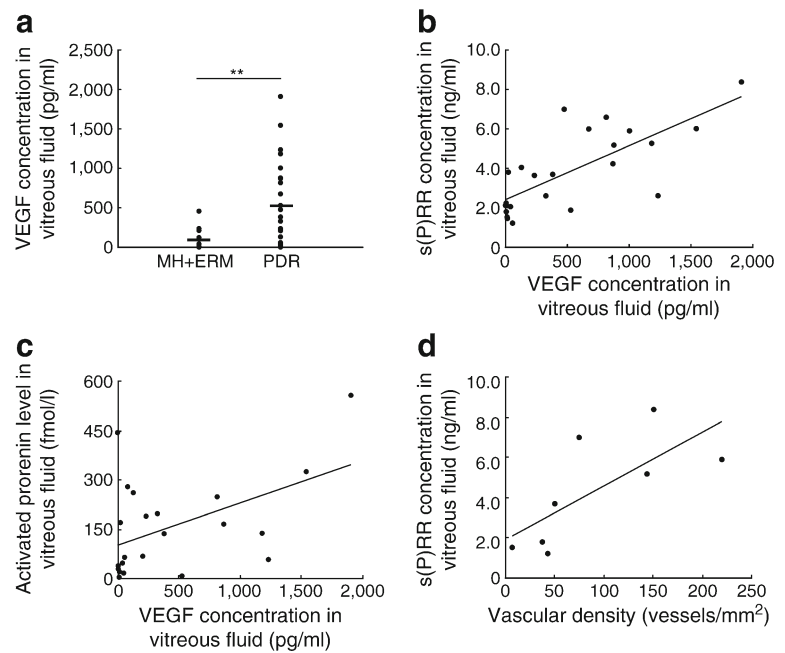 a
VEGF concentration in
vitreous fluid (pg/ml)
2,500
2,000
1,500
1,000
500
0
**
MH+ERM PDR
b
s(P)RR concentration in
vitreous fluid (ng/ml)
10.0
8.0
6.0
4.0
2.0
0
0 500 1,000 1,500 2,000
VEGF concentration in
vitreous fluid (pg/ml)
c
Activated prorenin level in
vitreous fluid (fmol/l)
600
450
300
150
0
0 500 1,000 1,500 2,000
VEGF concentration in
vitreous fluid (pg/ml)
d
s(P)RR concentration in
vitreous fluid (ng/ml)
10.0
8.0
6.0
4.0
2.0
0
0 50 100 150 200 250
Vascular density (vessels/mm²)